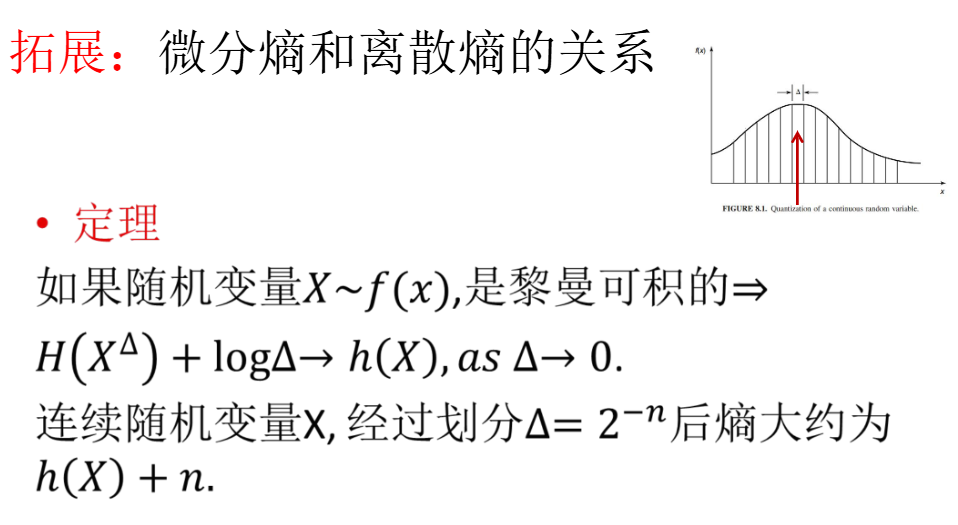 拓展：微分熵和离散熵的关系
f(x)
Δ
x
FIGURE 8.1. Quantization of a continuous random variable.
• 定理
如果随机变量X~f(x),是黎曼可积的⇒
H(X^Δ) + logΔ→ h(X), as Δ→ 0.
连续随机变量X, 经过划分Δ= 2^{-n}后熵大约为
h(X) + n.